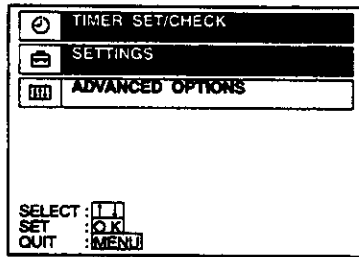 TIMER SET/CHECK
SETTINGS
ADVANCED OPTIONS
SELECT : ↑ ↓
SET : OK
QUIT : MENU